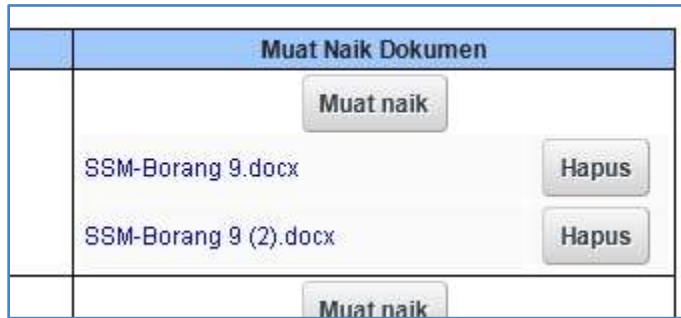 Muat Naik Dokumen
Muat naik
SSM-Borang 9.docx Hapus
SSM-Borang 9 (2).docx Hapus
Muat naik